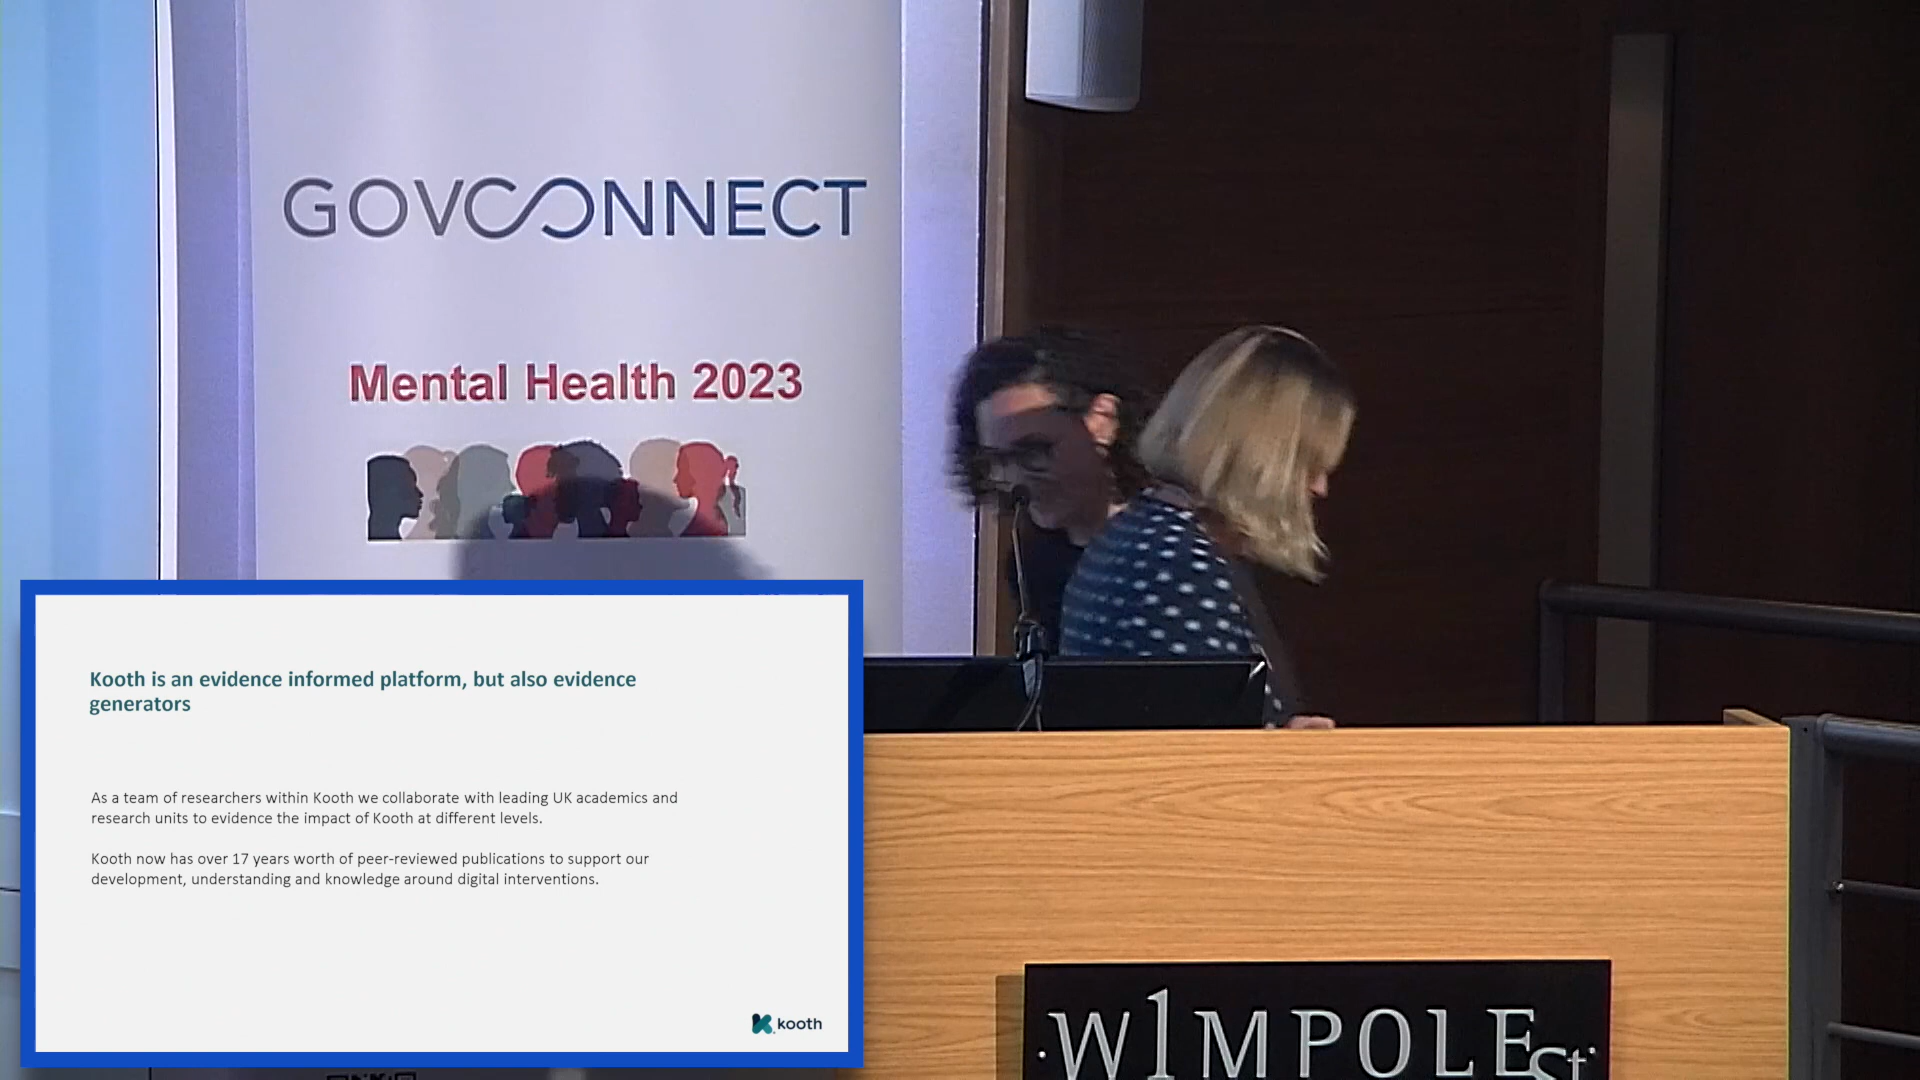 GOVCONNECT
Mental Health 2023
Kooth is an evidence informed platform, but also evidence
generators
As a team of researchers within Kooth we collaborate with leading UK academics and
research units to evidence the impact of Kooth at different levels.
Kooth now has over 17 years worth of peer-reviewed publications to support our
development, understanding and knowledge around digital interventions.
kooth
W1MPOLE St